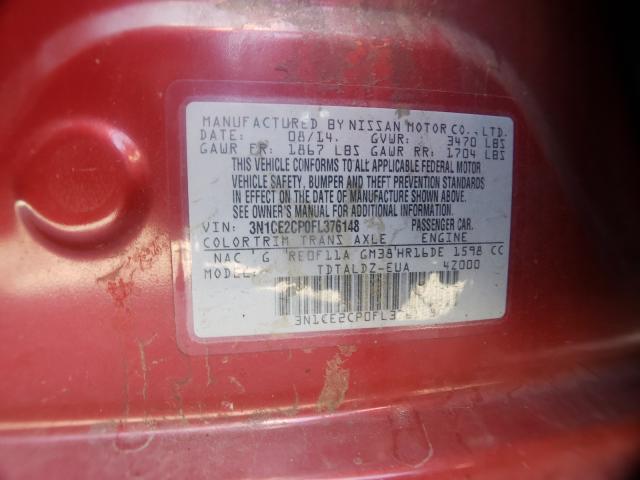 MANUFACTURED BY NISSAN MOTOR CO., LTD.
DATE: 08/14. GVWR: 3470 LBS
GAWR FR: 1867 LBS GAWR RR: 1704 LBS
THIS VEHICLE CONFORMS TO ALL APPLICABLE FEDERAL MOTOR
VEHICLE SAFETY, BUMPER AND THEFT PREVENTION STANDARDS
IN EFFECT ON THE DATE OF MANUFACTURE SHOWN ABOVE.
SEE OWNER'S MANUAL FOR ADDITIONAL INFORMATION.
VIN: 3N1CE2CP0FL376148 PASSENGER CAR.
COLOR TRIM TRANS AXLE ENGINE
NAC G RE0F11A GM38 HR16DE 1598 CC
MODEL: TDTALDZ-EUA 42000
3N1CE2CP0FL3